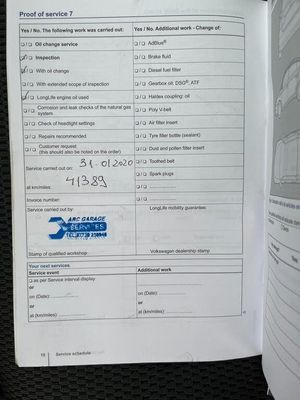 Proof of service 7
Yes / No. The following work was carried out:
Yes / No. Additional work - Change of:
Oil change service
AdBlue®
Inspection
Brake fluid
With oil change
Diesel fuel filter
With extended scope of inspection
Gearbox oil: DSG®, ATF
LongLife engine oil used
Haldex coupling: oil
Corrosion and leak checks of the natural gas
system
Poly V-belt
Check of headlight settings
Air filter insert
Repairs recommended
Tyre filler bottle (sealant)
Customer request
(this should also be noted on the order)
Dust and pollen filter insert
Service carried out on: 31-01 2020
Toothed belt
Spark plugs
at km/miles: 41389
Invoice number:
Service carried out by:
LongLife mobility guarantee:
ARC GARAGE
SERVICES
Stamp of qualified workshop
Volkswagen dealership stamp
Your next services
Service event
Additional work
as per Service interval display
or
on (Date):
on (Date):
or
or
at (km/miles):
at (km/miles):
Service schedule